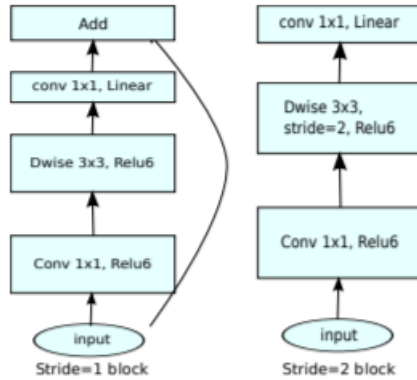 Add
conv 1x1, Linear
Dwise 3x3, Relu6
Conv 1x1, Relu6
input
Stride=1 block
conv 1x1, Linear
Dwise 3x3,
stride=2, Relu6
Conv 1x1, Relu6
input
Stride=2 block